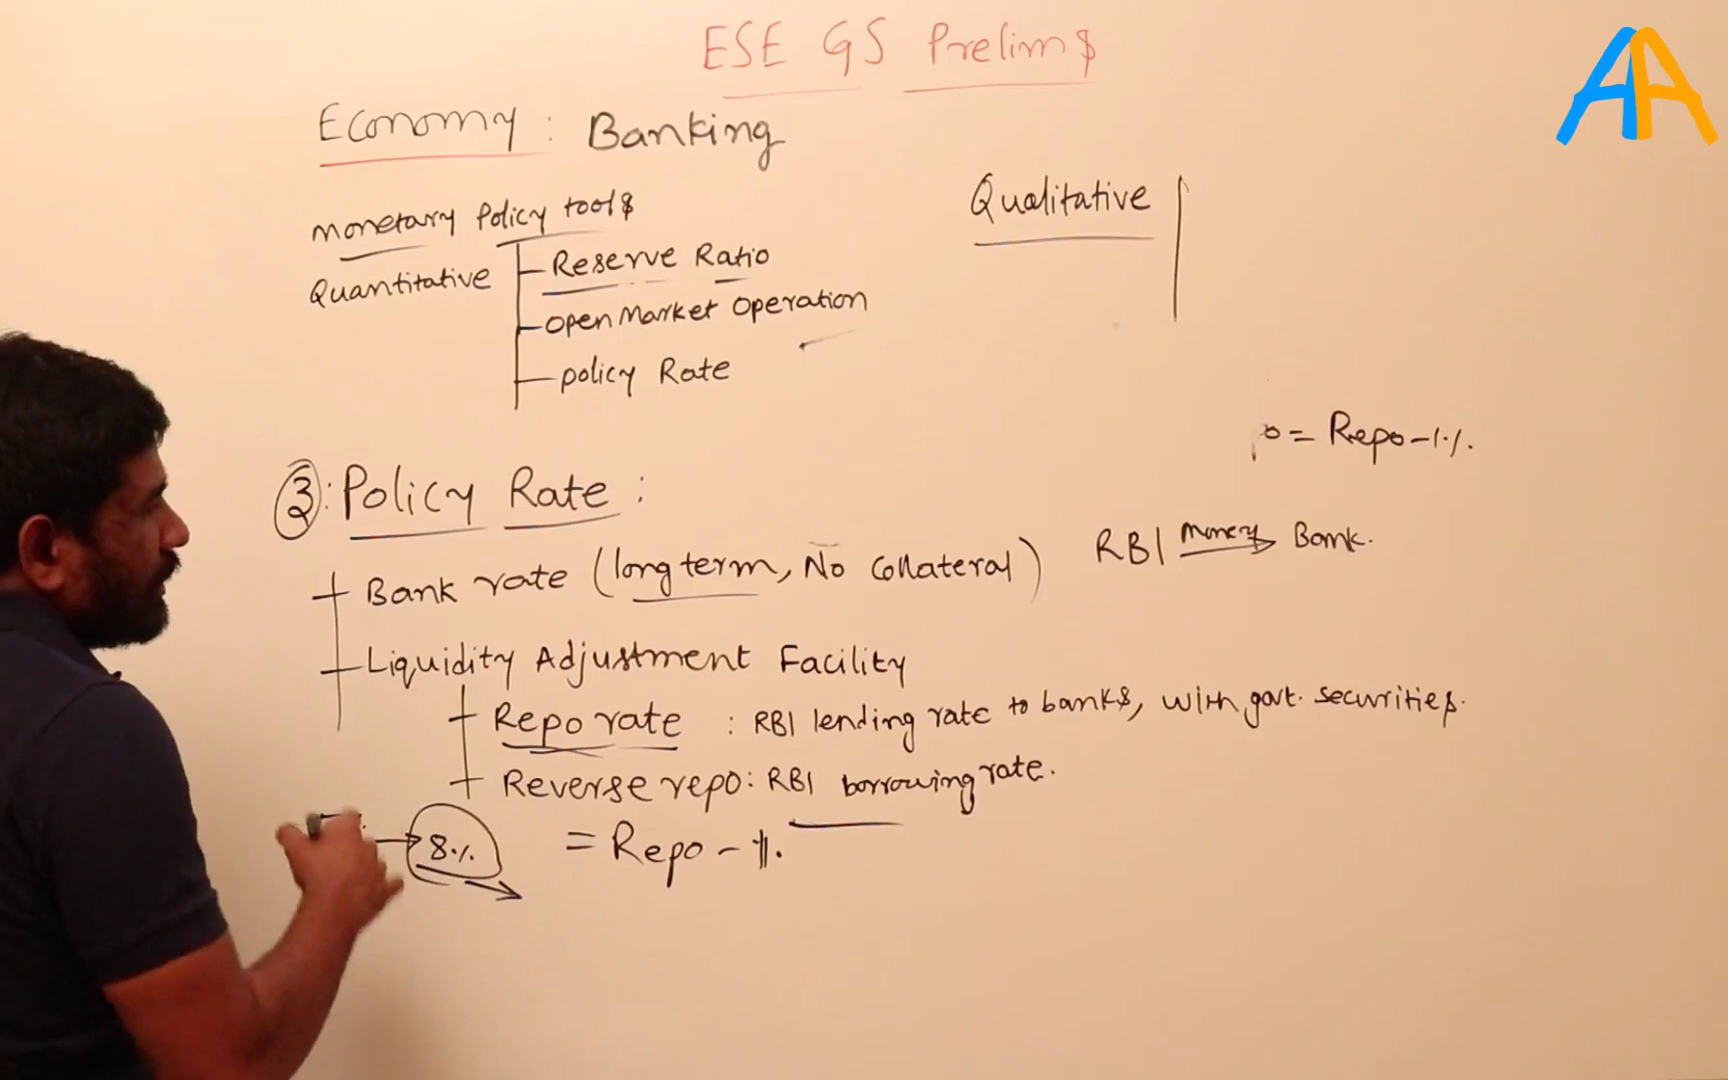 ESE GS Prelims
Economy: Banking
AA
Monetary Policy tools
Quantitative
Reserve Ratio
Open Market Operation
policy Rate
Qualitative
= Repo-1%
③: Policy Rate:
Bank rate (long term, No Collateral)
RBI money Bank.
Liquidity Adjustment Facility
Repo rate : RBI lending rate to banks, with govt. securities.
Reverse repo: RBI borrowing rate.
8%
= Repo - 1%